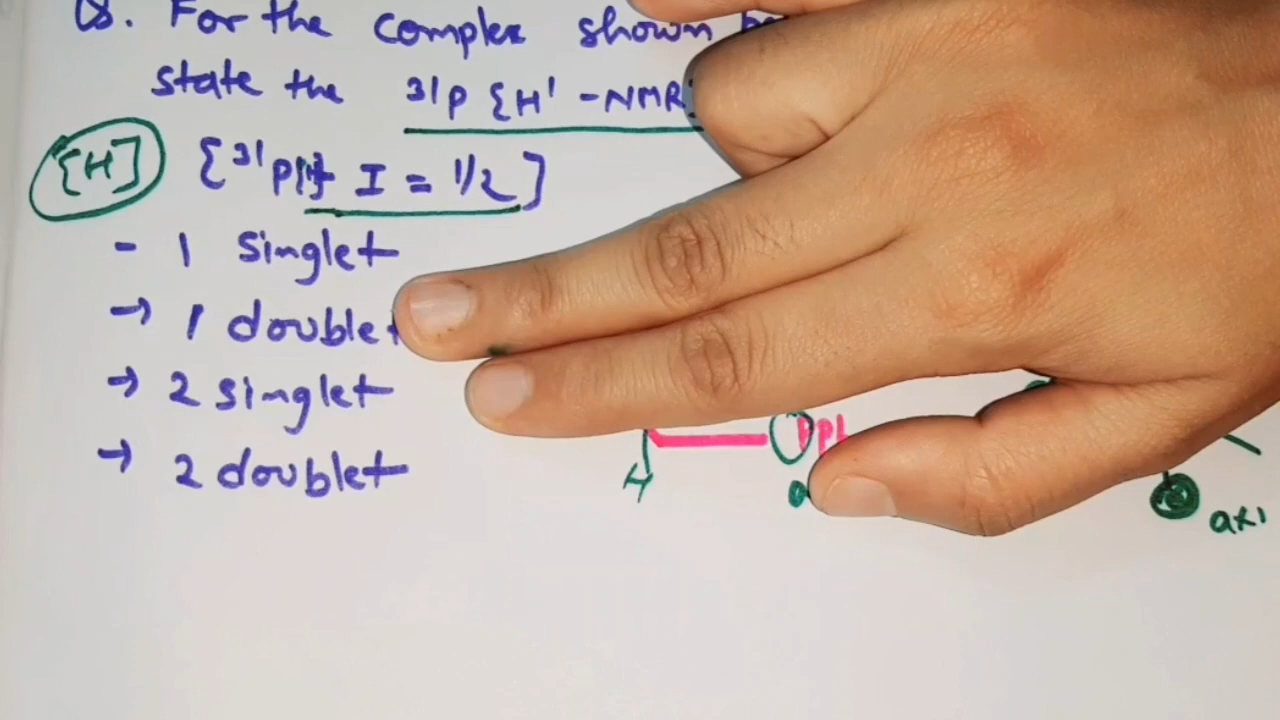 Q. For the complex shown
state the 31P {H' -NMR
[H] {31P I = 1/2]
- 1 singlet
→ 1 doublet
→ 2 singlet
→ 2 doublet
H
axi